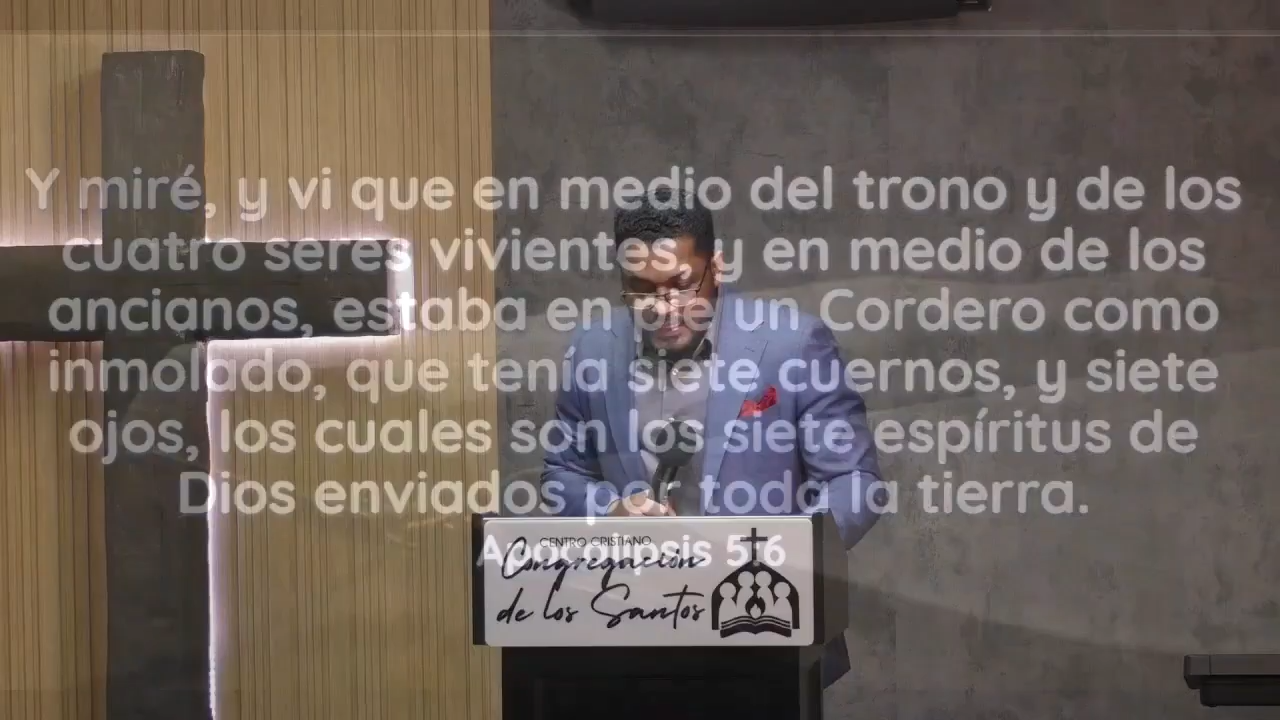 Y miré, y vi que en medio del trono y de los
cuatro seres vivientes, y en medio de los
ancianos, estaba en pie un Cordero como
inmolado, que tenía siete cuernos, y siete
ojos, los cuales son los siete espíritus de
Dios enviados por toda la tierra.
Apocalipsis 5:6
CENTRO CRISTIANO
Congregación
de los Santos